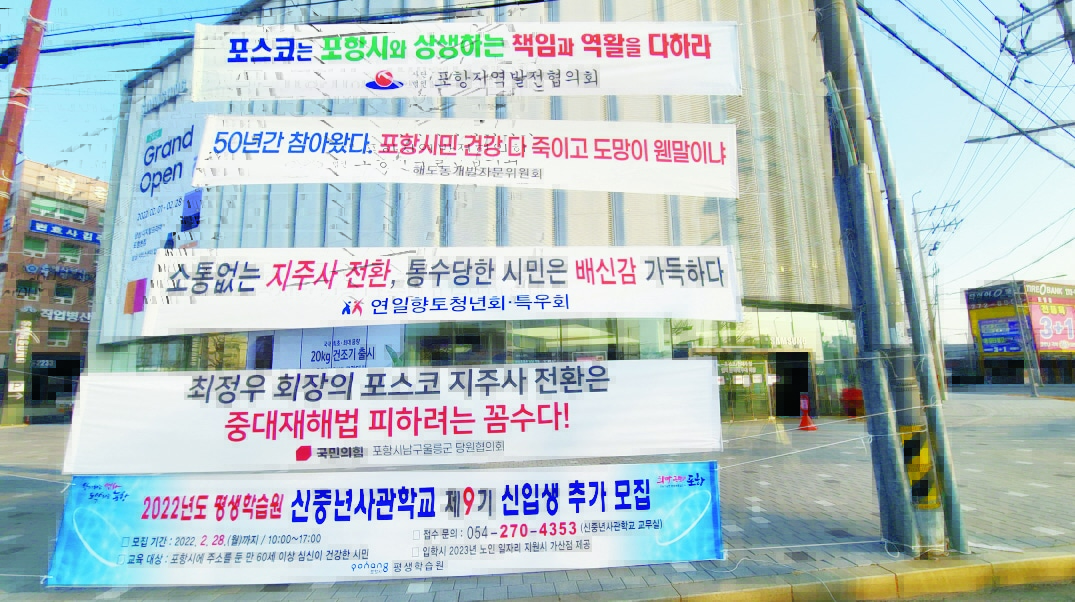 포스코는 포항시와 상생하는 책임과 역활을 다하라
포항지역발전협의회
50년간 참아왔다. 포항시민 건강 다 죽이고 도망이 웬말이냐
해도동개발자문위원회
소통없는 지주사 전환, 통수당한 시민은 배신감 가득하다
연일향토청년회·특우회
최정우 회장의 포스코 지주사 전환은
중대재해법 피하려는 꼼수다!
국민의힘 포항시남구울릉군 당원협의회
2022년도 평생학습원 신중년사관학교 제9기 신입생 추가 모집
모집 기간 : 2022. 2. 28.(월)까지 / 10:00~17:00
접수 문의 : 054-270-4353 (신중년사관학교 교무실)
교육 대상 : 포항시에 주소를 둔 만 60세 이상 심신이 건강한 시민
입학시 2023년 노인 일자리 지원시 가산점 제공
pohang 평생학습원
Grand
Open
20kg 건조기 출시
변호사김
직업병
3+1
P